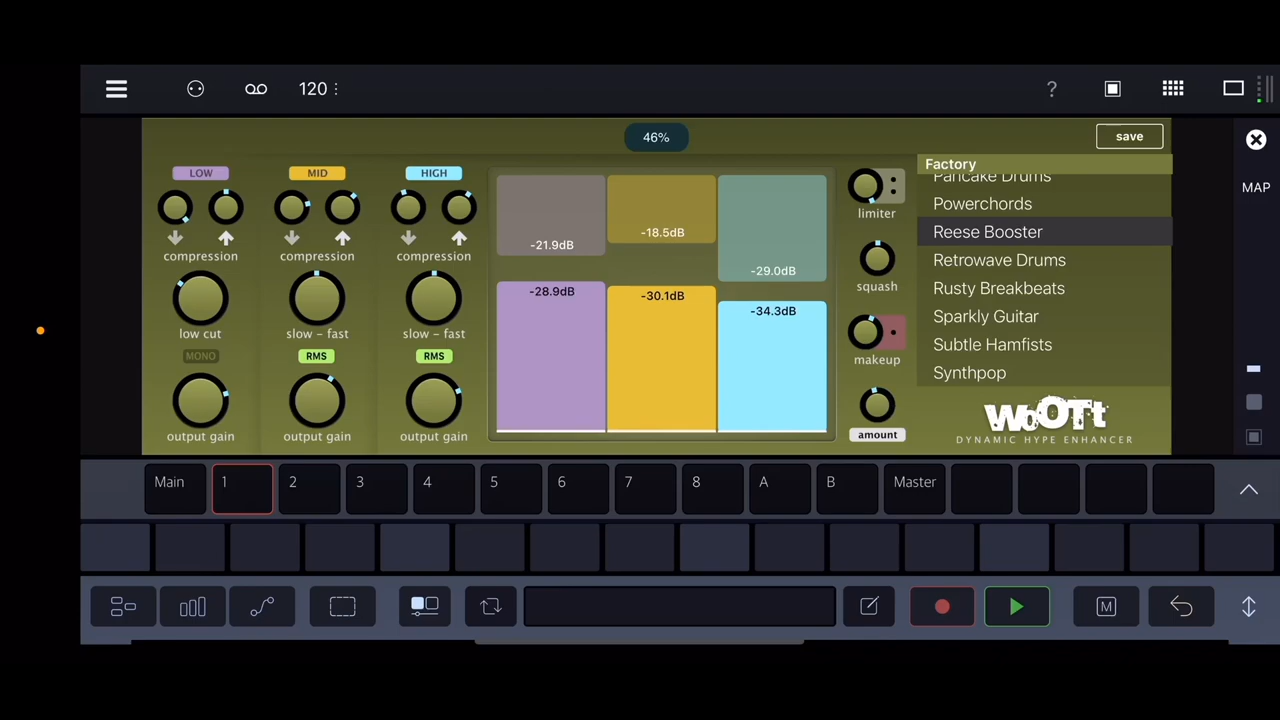 120
?
46%
save
LOW
MID
HIGH
Factory
Pancake Drums
Powerchords
Reese Booster
Retrowave Drums
Rusty Breakbeats
Sparkly Guitar
Subtle Hamfists
Synthpop
MAP
-21.9dB
-18.5dB
-29.0dB
-28.9dB
-30.1dB
-34.3dB
limiter
squash
makeup
amount
compression
compression
compression
low cut
slow - fast
slow - fast
MONO
RMS
RMS
output gain
output gain
output gain
WOOTt
DYNAMIC HYPE ENHANCER
Main
1
2
3
4
5
6
7
8
A
B
Master
M